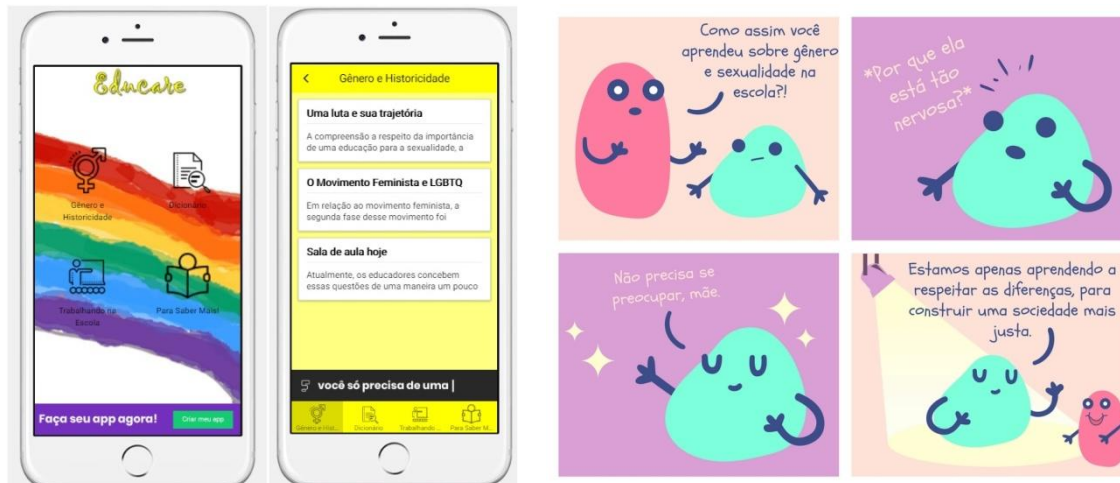 Educare
Gênero e
Historicidade
Dicionário
Trabalhando na
Escola
Para Saber Mais!
Faça seu app agora!
Criar meu app
Gênero e Historicidade
Uma luta e sua trajetória
A compreensão a respeito da importância
de uma educação para a sexualidade, a
O Movimento Feminista e LGBTQ
Em relação ao movimento feminista, a
segunda fase desse movimento foi
Sala de aula hoje
Atualmente, os educadores concebem
essas questões de uma maneira um pouco
você só precisa de uma |
Gênero e Hist...
Dicionário
Trabalhando ...
Para Saber M...
Como assim você
aprendeu sobre gênero
e sexualidade na
escola?!
*Por que ela
está tão
nervosa?*
Não precisa se
preocupar, mãe.
Estamos apenas aprendendo a
respeitar as diferenças, para
construir uma sociedade mais
justa.